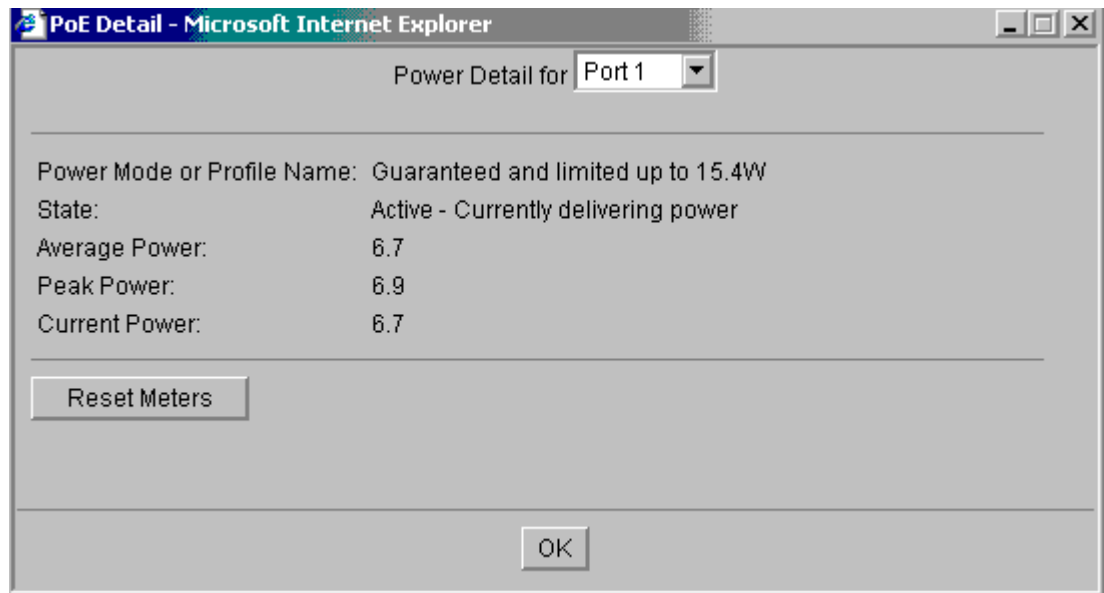 PoE Detail - Microsoft Internet Explorer
Power Detail for Port 1
Power Mode or Profile Name: Guaranteed and limited up to 15.4W
State: Active - Currently delivering power
Average Power: 6.7
Peak Power: 6.9
Current Power: 6.7
Reset Meters
OK